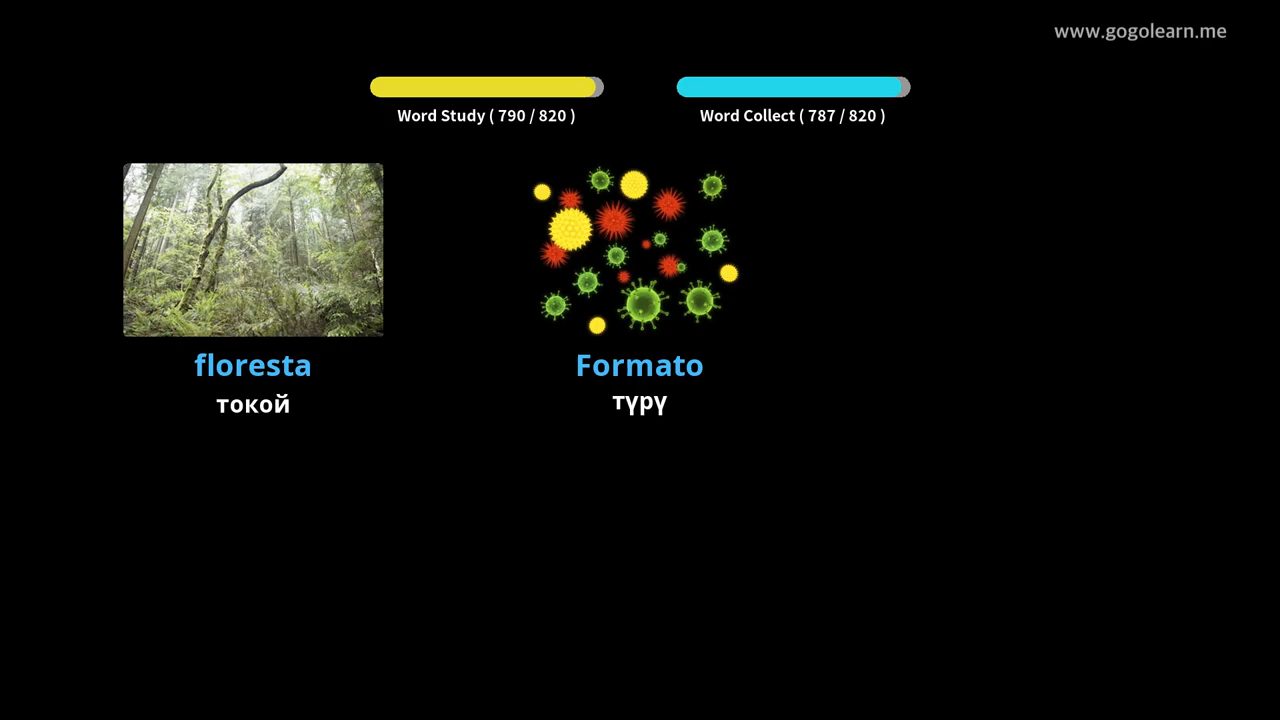 www.gogolearn.me
Word Study ( 790 / 820 )
Word Collect ( 787 / 820 )
floresta
токой
Formato
түрү